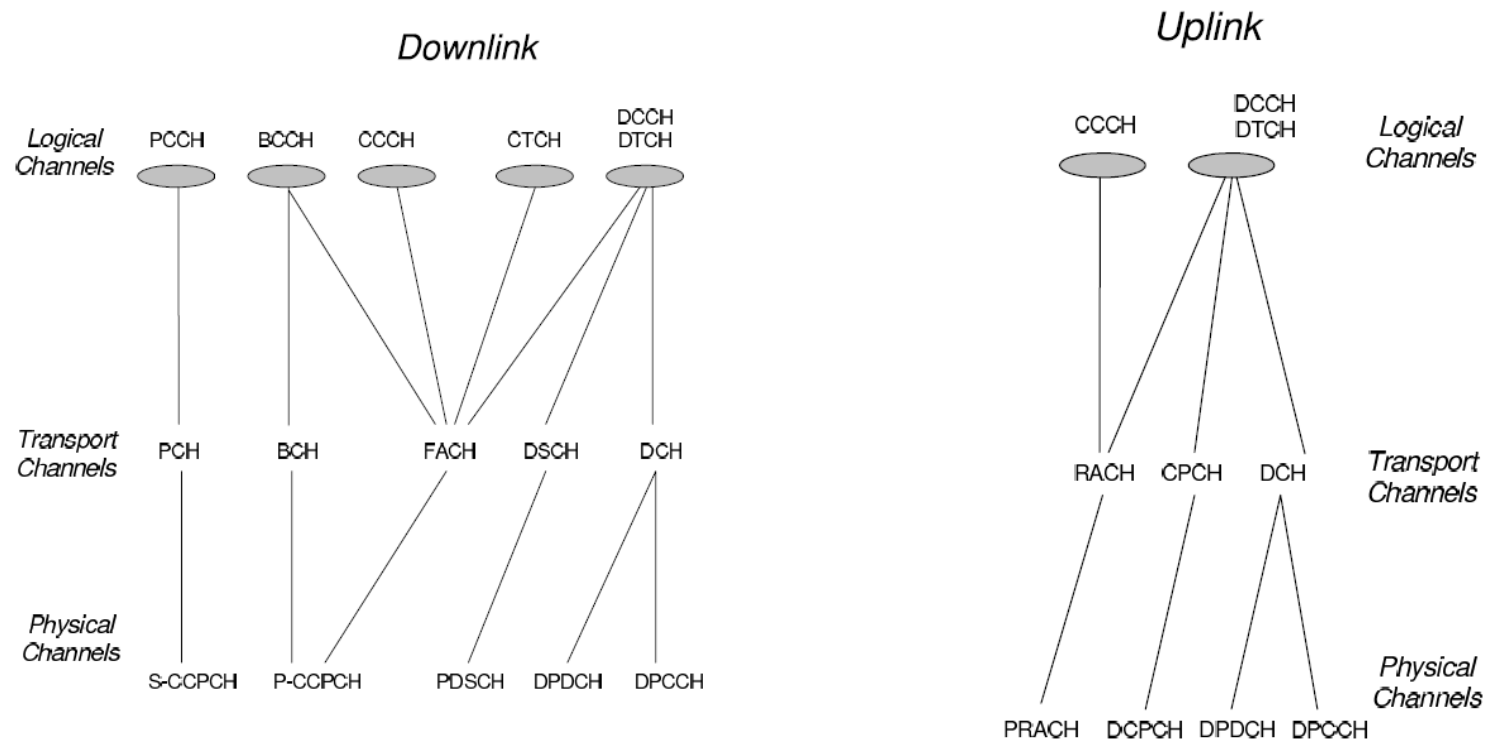 Downlink
Logical
Channels
PCCH
BCCH
CCCH
CTCH
DCCH
DTCH
Transport
Channels
PCH
BCH
FACH
DSCH
DCH
Physical
Channels
S-CCPCH
P-CCPCH
PDSCH
DPDCH
DPCCH
Uplink
CCCH
DCCH
DTCH
Logical
Channels
RACH
CPCH
DCH
Transport
Channels
Physical
Channels
PRACH
DCPCH
DPDCH
DPCCH